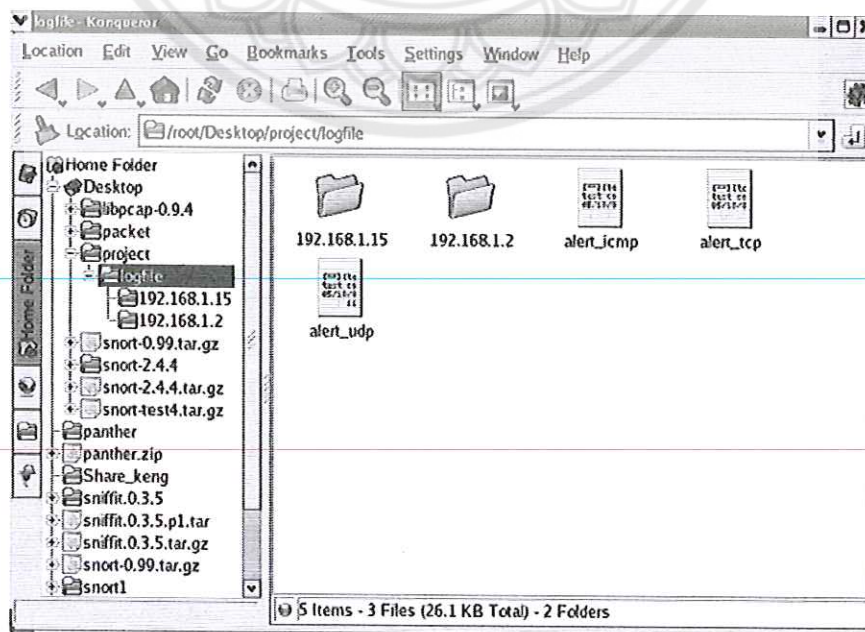 logfile - Konqueror
Location Edit View Go Bookmarks Tools Settings Window Help
Location: /root/Desktop/project/logfile
Home Folder
Home Folder
Desktop
libpcap-0.9.4
packet
project
logfile
192.168.1.15
192.168.1.2
snort-0.99.tar.gz
snort-2.4.4
snort-2.4.4.tar.gz
snort-test4.tar.gz
panther
panther.zip
Share_keng
sniffit.0.3.5
sniffit.0.3.5.p1.tar
sniffit.0.3.5.tar.gz
snort-0.99.tar.gz
snort1
192.168.1.15 192.168.1.2 alert_icmp alert_tcp
alert_udp
5 Items - 3 Files (26.1 KB Total) - 2 Folders